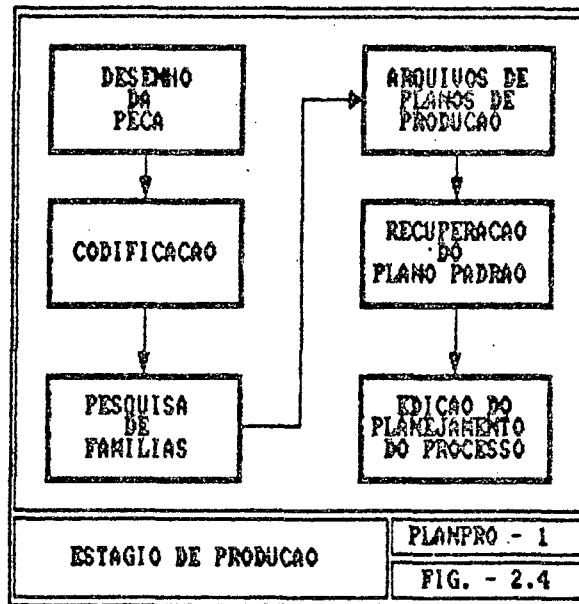 DESENHO
DA
PECA
CODIFICACAO
PESQUISA
DE
FAMILIAS
ARQUIVOS DE
PLANOS DE
PRODUCAO
RECUPERACAO
DO
PLANO PADRAO
EDICAO DO
PLANEJAMENTO
DO PROCESSO
ESTAGIO DE PRODUCAO
PLANPRO - 1
FIG. - 2.4